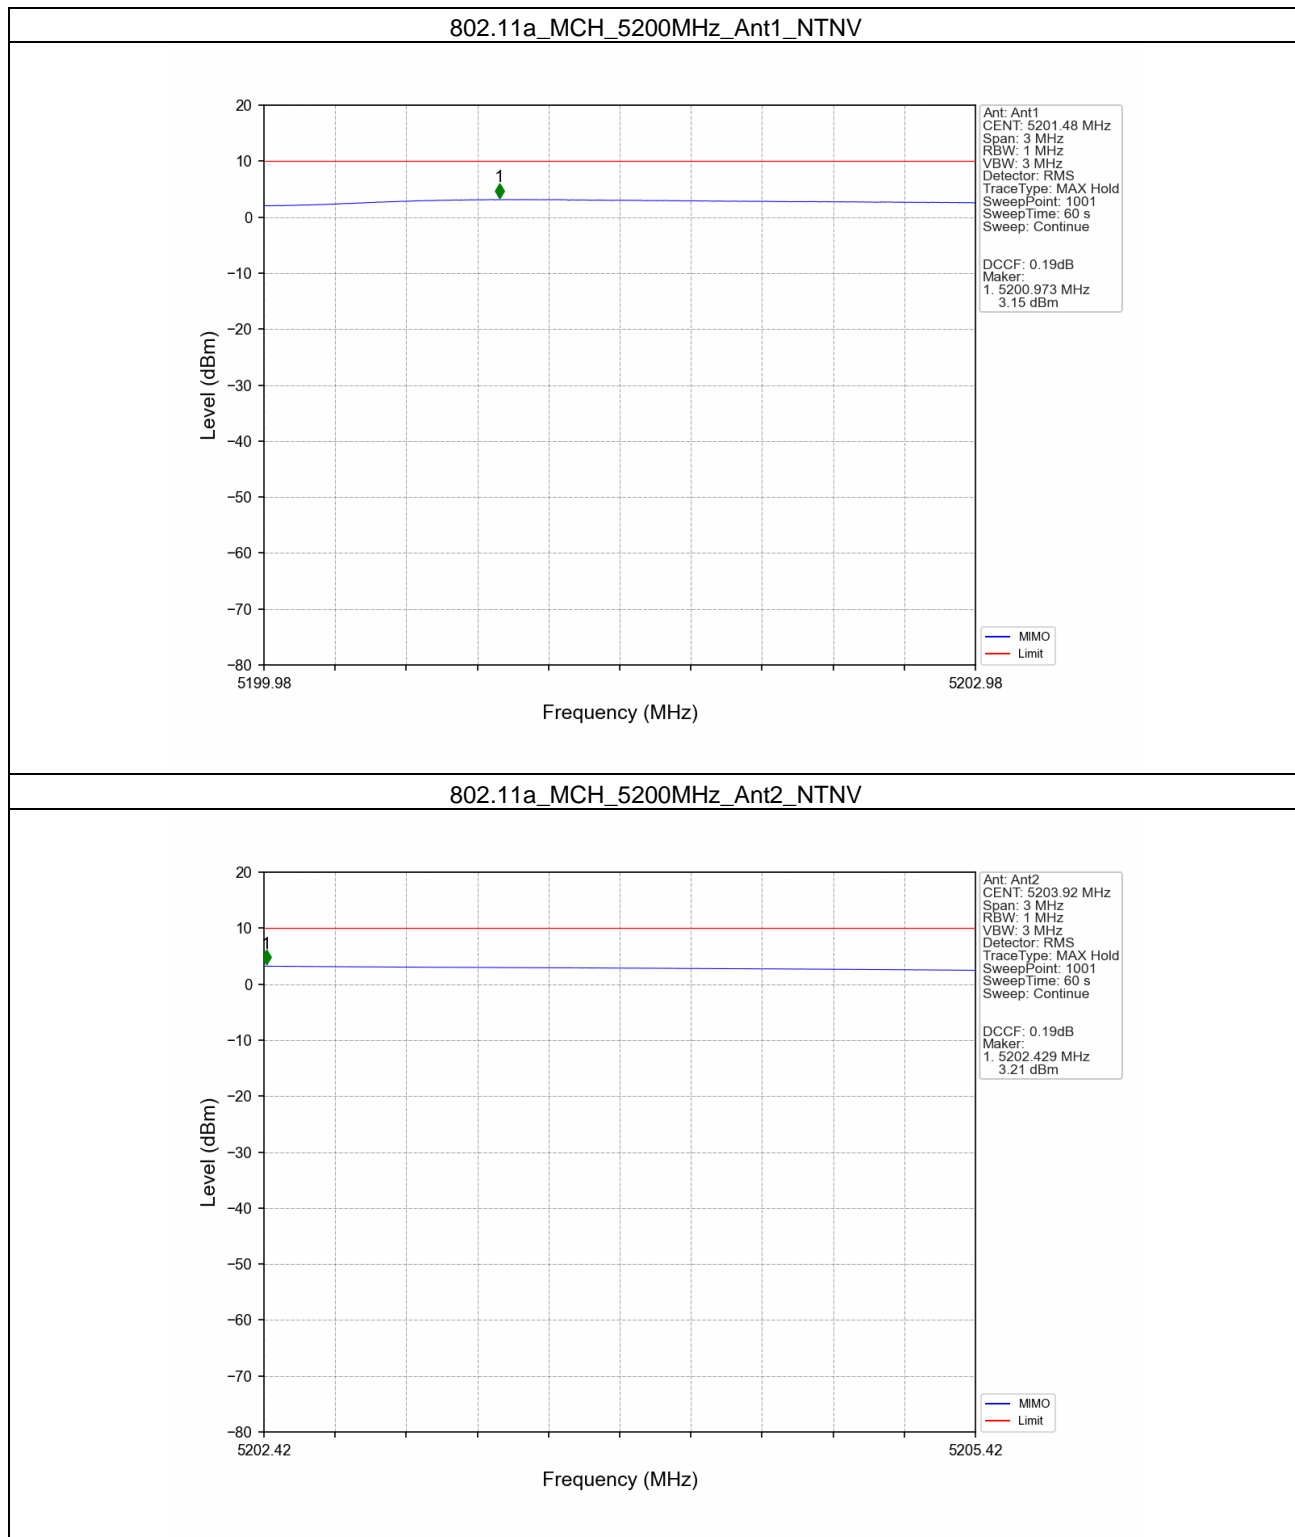 802.11a_MCH_5200MHz_Ant1_NTNV
20
10
0
−10
−20
−30
−40
−50
−60
−70
−80
Level (dBm)
1
5199.98
5202.98
Frequency (MHz)
Ant: Ant1
CENT: 5201.48 MHz
Span: 3 MHz
RBW: 1 MHz
VBW: 3 MHz
Detector: RMS
TraceType: MAX Hold
SweepPoint: 1001
SweepTime: 60 s
Sweep: Continue
DCCF: 0.19dB
Maker:
1. 5200.973 MHz
3.15 dBm
MIMO
Limit
802.11a_MCH_5200MHz_Ant2_NTNV
20
10
0
−10
−20
−30
−40
−50
−60
−70
−80
Level (dBm)
1
5202.42
5205.42
Frequency (MHz)
Ant: Ant2
CENT: 5203.92 MHz
Span: 3 MHz
RBW: 1 MHz
VBW: 3 MHz
Detector: RMS
TraceType: MAX Hold
SweepPoint: 1001
SweepTime: 60 s
Sweep: Continue
DCCF: 0.19dB
Maker:
1. 5202.429 MHz
3.21 dBm
MIMO
Limit